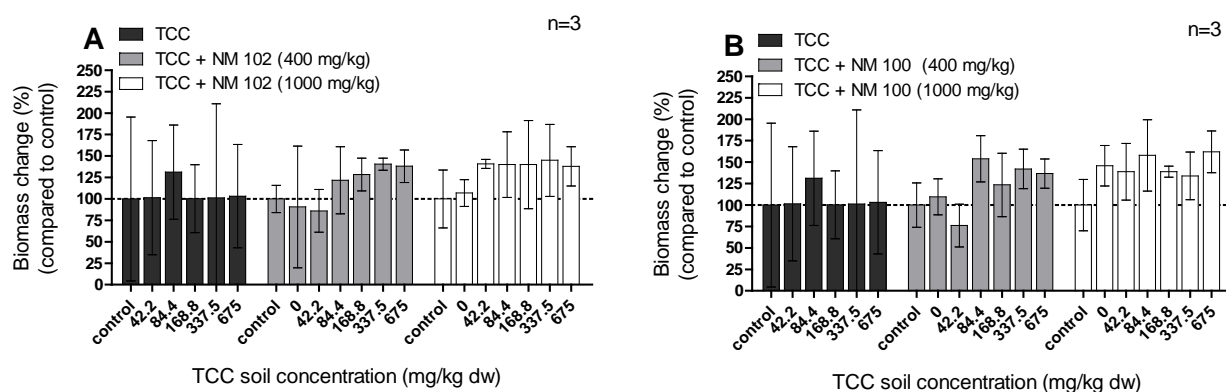 A
TCC
n=3
TCC + NM 102 (400 mg/kg)
TCC + NM 102 (1000 mg/kg)
Biomass change (%)
(compared to control)
250
225
200
175
150
125
100
75
50
25
0
control 42.2 84.4 168.8 337.5 675 control 0 42.2 84.4 168.8 337.5 675 control 0 42.2 84.4 168.8 337.5 675
TCC soil concentration (mg/kg dw)
B
TCC
n=3
TCC + NM 100 (400 mg/kg)
TCC + NM 100 (1000 mg/kg)
Biomass change (%)
(compared to control)
250
225
200
175
150
125
100
75
50
25
0
control 42.2 84.4 168.8 337.5 675 control 0 42.2 84.4 168.8 337.5 675 control 0 42.2 84.4 168.8 337.5 675
TCC soil concentration (mg/kg dw)